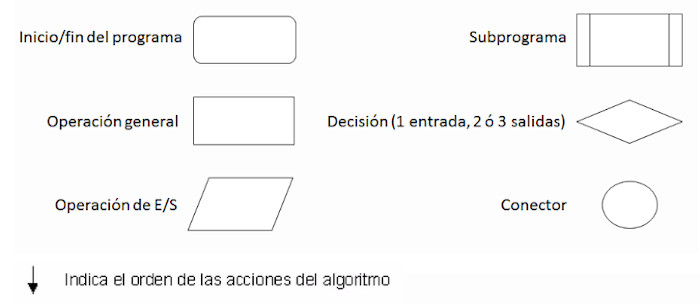 Inicio/fin del programa
Subprograma
Operación general
Decisión (1 entrada, 2 ó 3 salidas)
Operación de E/S
Conector
Indica el orden de las acciones del algoritmo